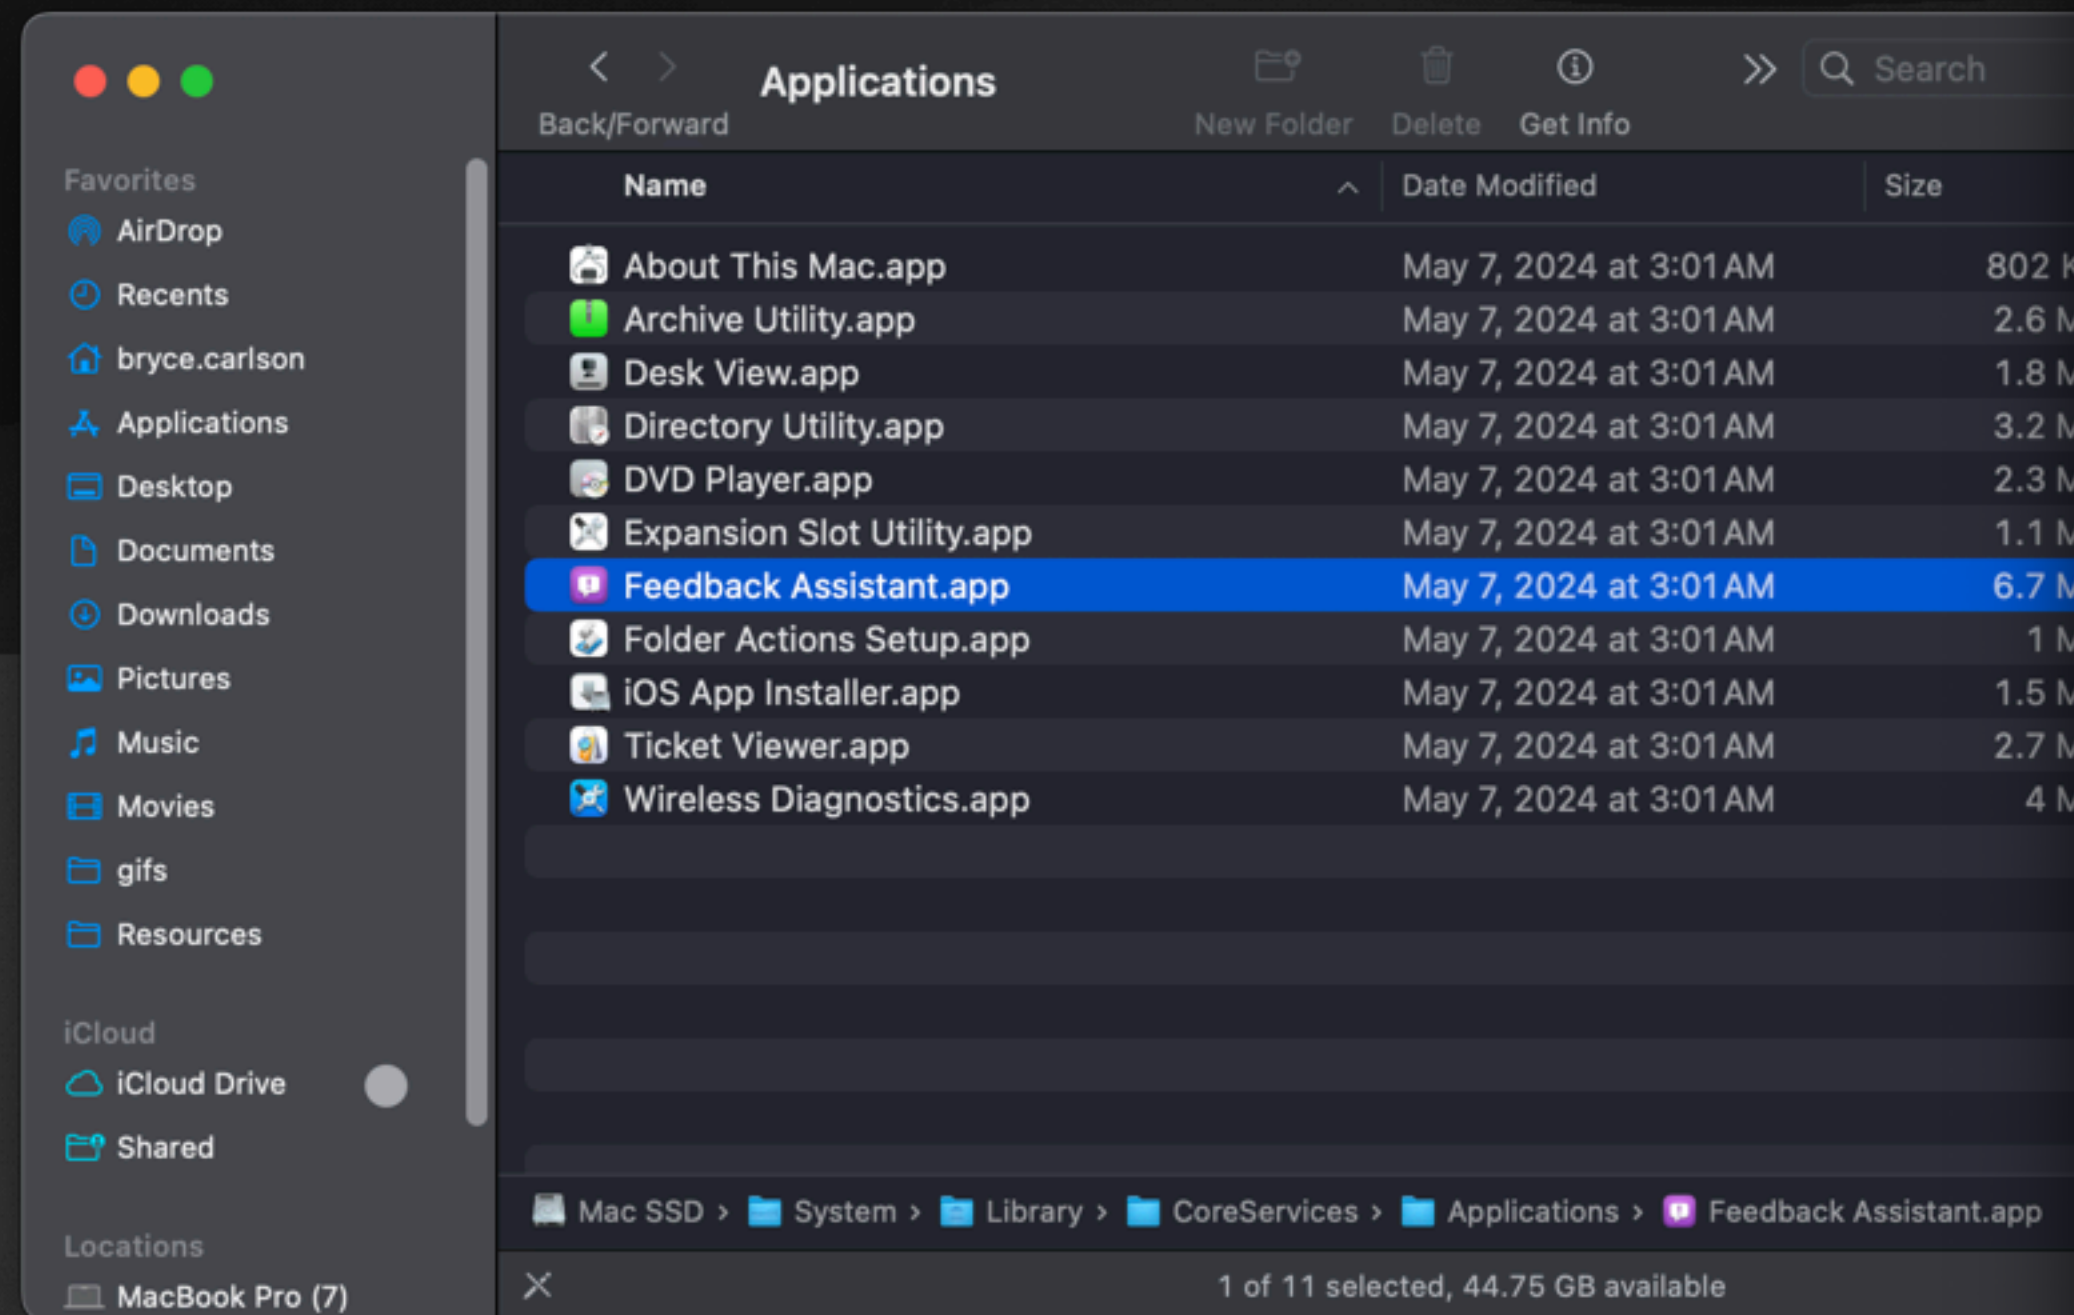 Applications
Back/Forward
New Folder
Delete
Get Info
Search
Favorites
AirDrop
Recents
bryce.carlson
Applications
Desktop
Documents
Downloads
Pictures
Music
Movies
gifs
Resources
iCloud
iCloud Drive
Shared
Locations
MacBook Pro (7)
Name Date Modified Size
About This Mac.app May 7, 2024 at 3:01 AM 802 K
Archive Utility.app May 7, 2024 at 3:01 AM 2.6 M
Desk View.app May 7, 2024 at 3:01 AM 1.8 M
Directory Utility.app May 7, 2024 at 3:01 AM 3.2 M
DVD Player.app May 7, 2024 at 3:01 AM 2.3 M
Expansion Slot Utility.app May 7, 2024 at 3:01 AM 1.1 M
Feedback Assistant.app May 7, 2024 at 3:01 AM 6.7 M
Folder Actions Setup.app May 7, 2024 at 3:01 AM 1 M
iOS App Installer.app May 7, 2024 at 3:01 AM 1.5 M
Ticket Viewer.app May 7, 2024 at 3:01 AM 2.7 M
Wireless Diagnostics.app May 7, 2024 at 3:01 AM 4 M
Mac SSD › System › Library › CoreServices › Applications › Feedback Assistant.app
1 of 11 selected, 44.75 GB available